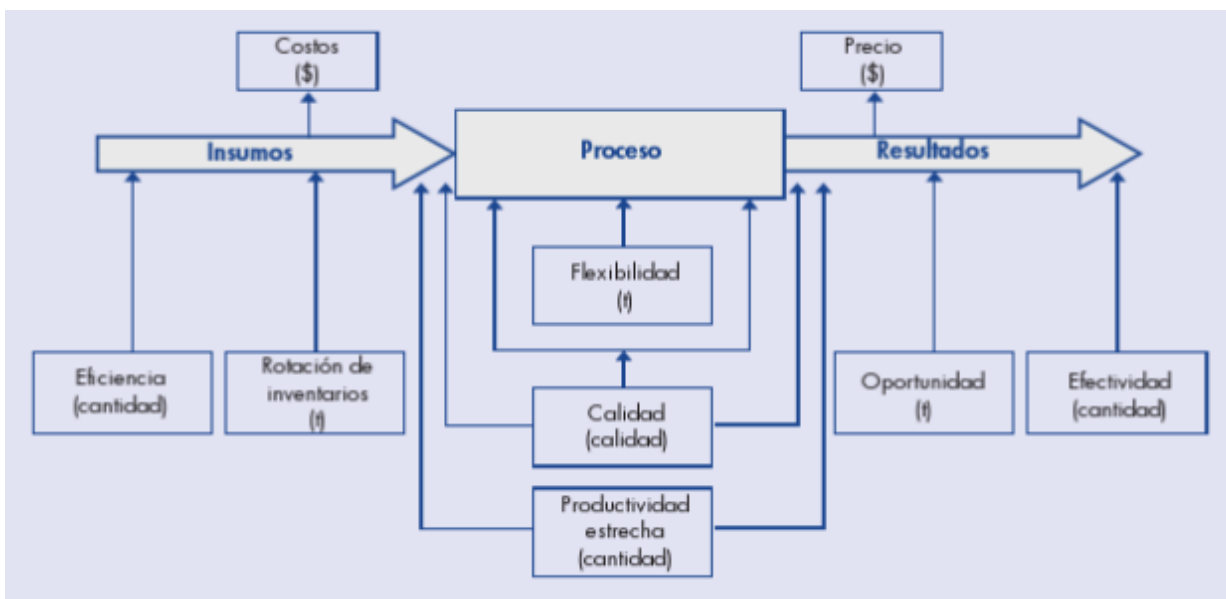 Costos
($)
Precio
($)
Insumos
Proceso
Resultados
Flexibilidad
(t)
Eficiencia
(cantidad)
Rotación de
inventarios
(t)
Calidad
(calidad)
Oportunidad
(t)
Efectividad
(cantidad)
Productividad
estrecha
(cantidad)